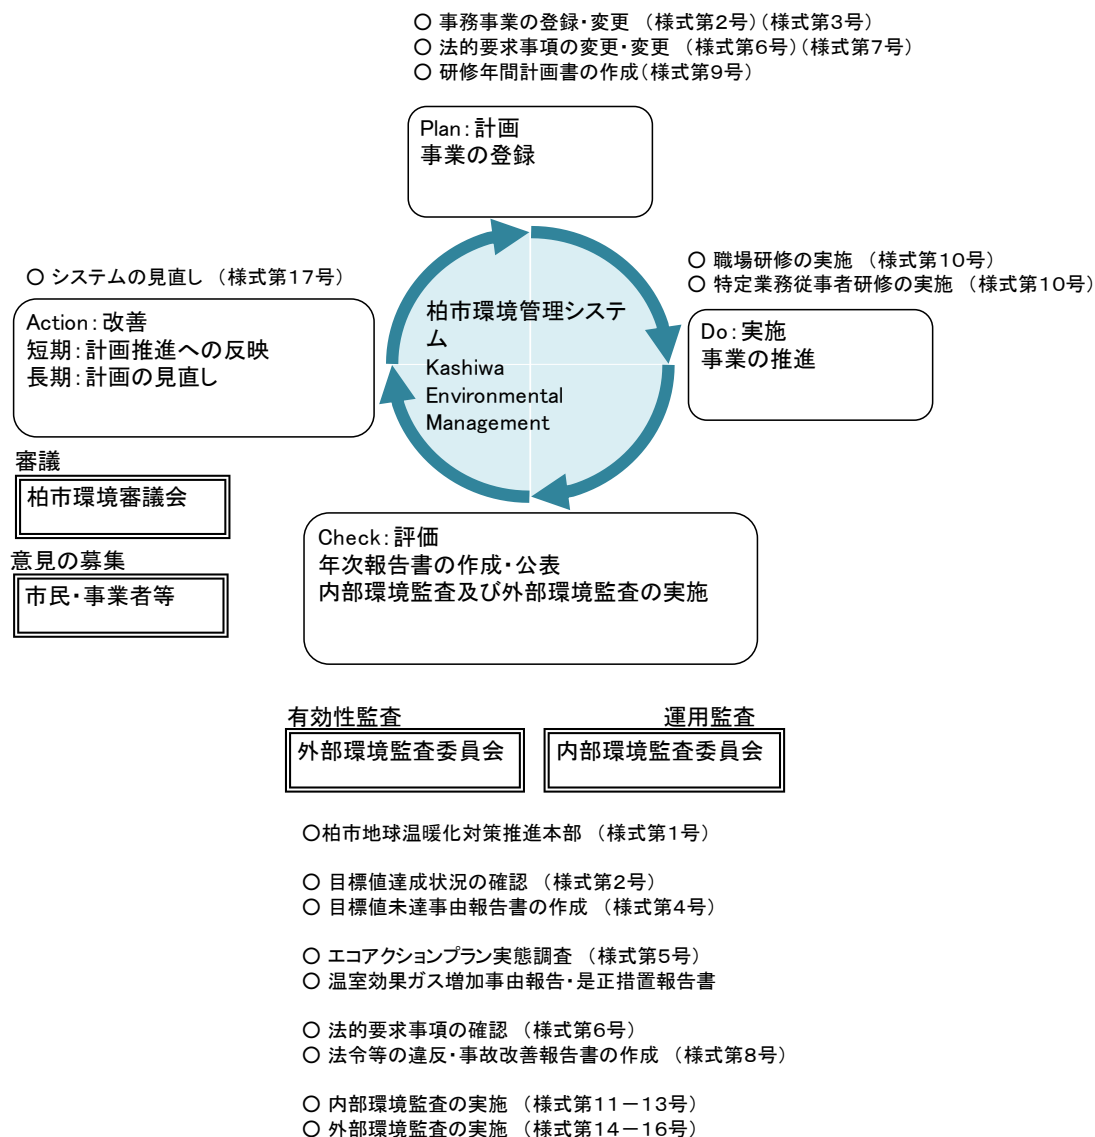 ○ 事務事業の登録・変更 （様式第2号）（様式第3号）
○ 法的要求事項の変更・変更 （様式第6号）（様式第7号）
○ 研修年間計画書の作成（様式第9号）
Plan：計画
事業の登録
○ 職場研修の実施 （様式第10号）
○ 特定業務従事者研修の実施 （様式第10号）
○ システムの見直し （様式第17号）
Action：改善
短期：計画推進への反映
長期：計画の見直し
柏市環境管理システ
ム
Kashiwa
Environmental
Management
Do：実施
事業の推進
審議
柏市環境審議会
意見の募集
市民・事業者等
Check：評価
年次報告書の作成・公表
内部環境監査及び外部環境監査の実施
有効性監査
運用監査
外部環境監査委員会
内部環境監査委員会
○柏市地球温暖化対策推進本部 （様式第1号）
○ 目標値達成状況の確認 （様式第2号）
○ 目標値未達事由報告書の作成 （様式第4号）
○ エコアクションプラン実態調査 （様式第5号）
○ 温室効果ガス増加事由報告・是正措置報告書
○ 法的要求事項の確認 （様式第6号）
○ 法令等の違反・事故改善報告書の作成 （様式第8号）
○ 内部環境監査の実施 （様式第11－13号）
○ 外部環境監査の実施 （様式第14－16号）